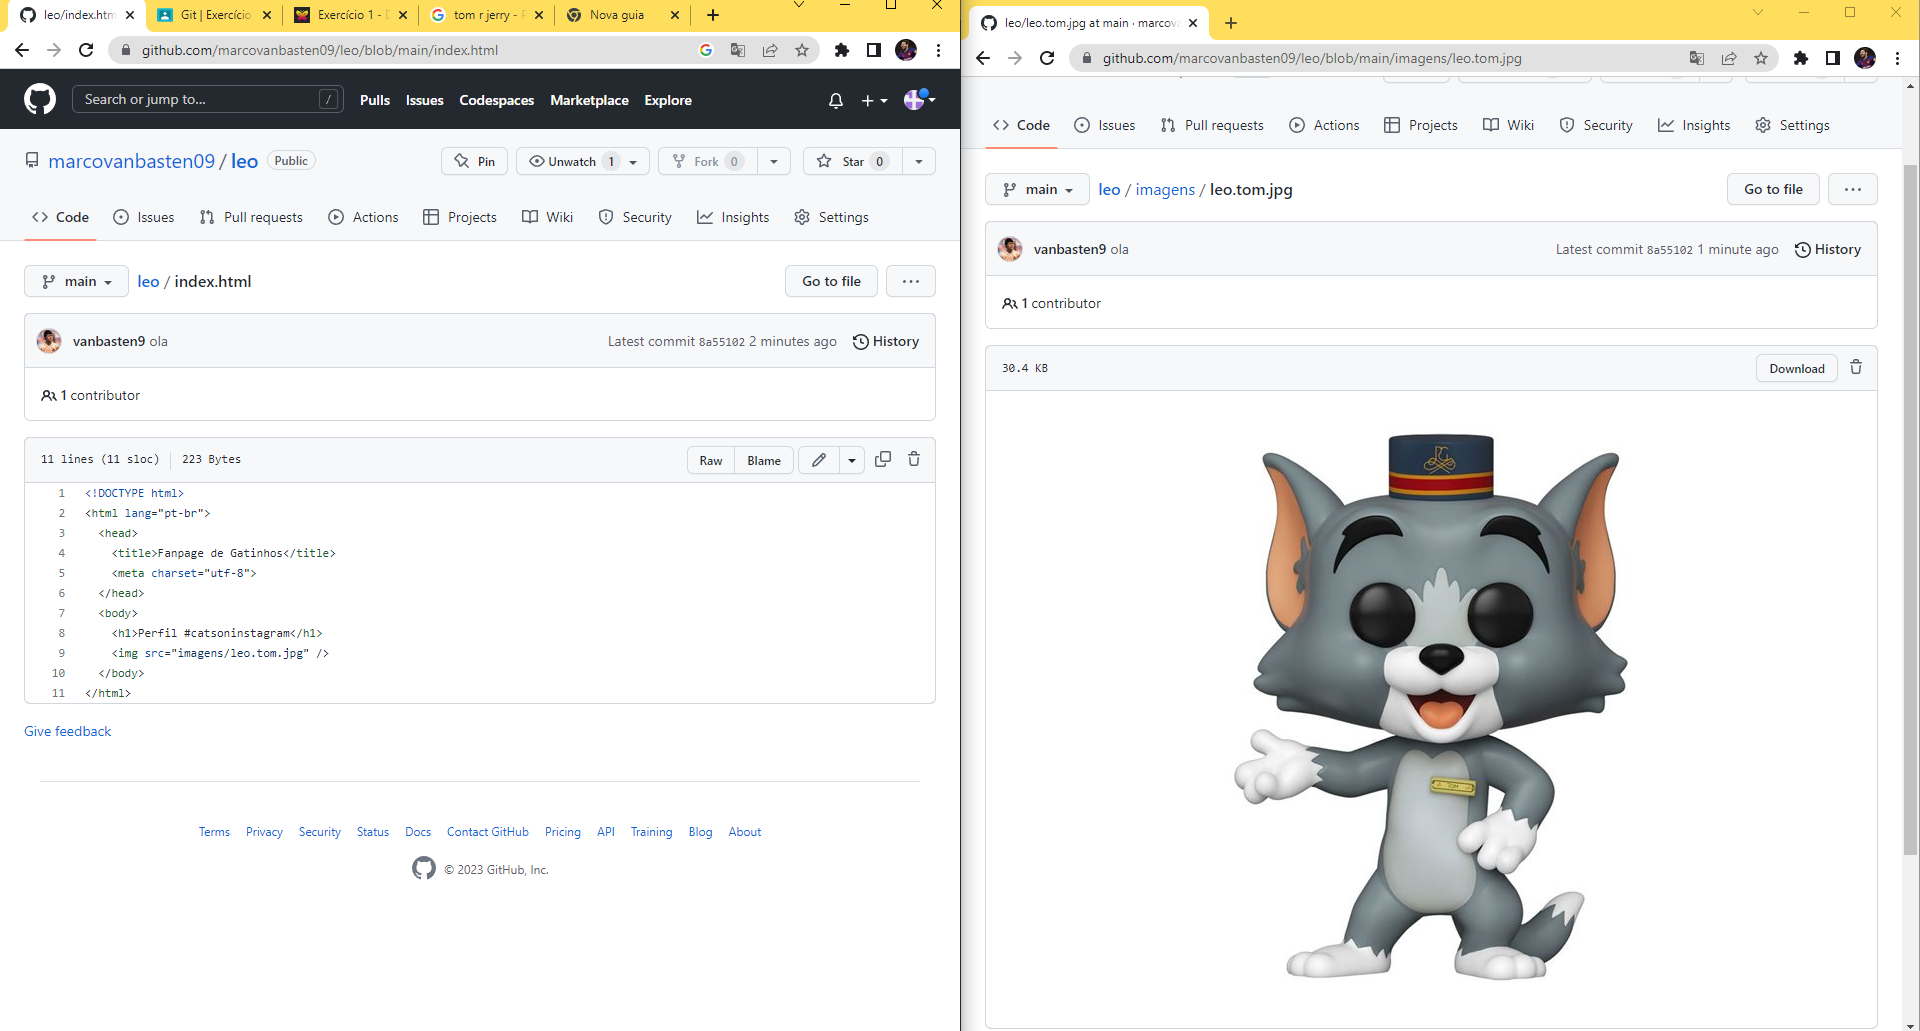 leo/index.htm
Git | Exercício
Exercício 1 -
tom r jerry -
Nova guia
github.com/marcovanbasten09/leo/blob/main/index.html
Search or jump to... /
Pulls Issues Codespaces Marketplace Explore
marcovanbasten09 / leo Public
Pin Unwatch 1 Fork 0 Star 0
Code Issues Pull requests Actions Projects Wiki Security Insights Settings
main leo / index.html Go to file ...
vanbasten9 ola Latest commit 8a55102 2 minutes ago History
1 contributor
11 lines (11 sloc) 223 Bytes Raw Blame
1 <!DOCTYPE html>
2 <html lang="pt-br">
3 <head>
4 <title>Fanpage de Gatinhos</title>
5 <meta charset="utf-8">
6 </head>
7 <body>
8 <h1>Perfil #catsoninstagram</h1>
9 <img src="imagens/leo.tom.jpg" />
10 </body>
11 </html>
Give feedback
Terms Privacy Security Status Docs Contact GitHub Pricing API Training Blog About
© 2023 GitHub, Inc.
leo/leo.tom.jpg at main · marcov
github.com/marcovanbasten09/leo/blob/main/imagens/leo.tom.jpg
Code Issues Pull requests Actions Projects Wiki Security Insights Settings
main leo / imagens / leo.tom.jpg Go to file ...
vanbasten9 ola Latest commit 8a55102 1 minute ago History
1 contributor
30.4 KB Download
TOM